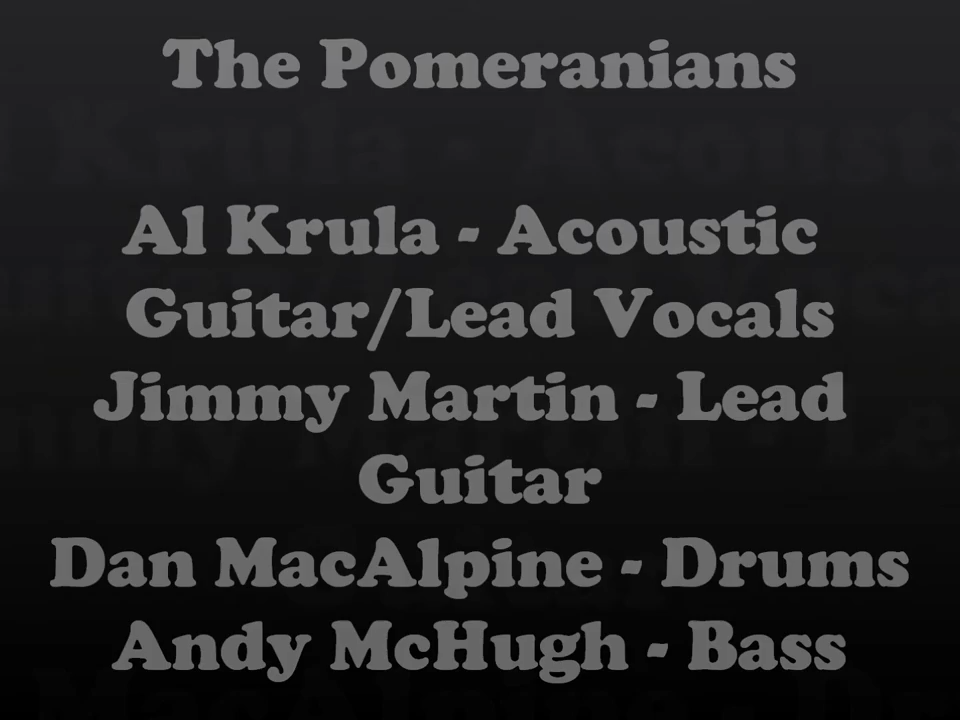 The Pomeranians
Al Krula - Acoustic
Guitar/Lead Vocals
Jimmy Martin - Lead
Guitar
Dan MacAlpine - Drums
Andy McHugh - Bass